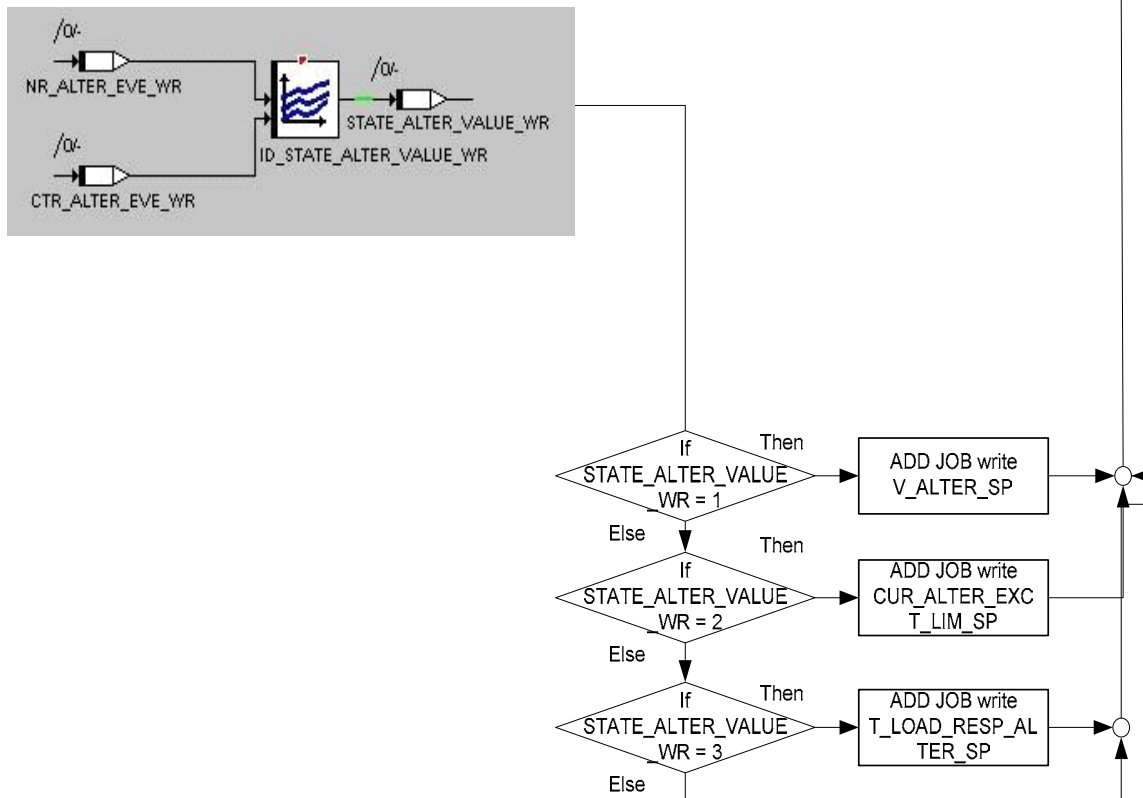 /0/-
NR_ALTER_EVE_WR
/0/-
STATE_ALTER_VALUE_WR
/0/-
ID_STATE_ALTER_VALUE_WR
CTR_ALTER_EVE_WR
If
STATE_ALTER_VALUE
_WR = 1
Then
ADD JOB write
V_ALTER_SP
Else
If
STATE_ALTER_VALUE
_WR = 2
Then
ADD JOB write
CUR_ALTER_EXC
T_LIM_SP
Else
If
STATE_ALTER_VALUE
_WR = 3
Then
ADD JOB write
T_LOAD_RESP_AL
TER_SP
Else